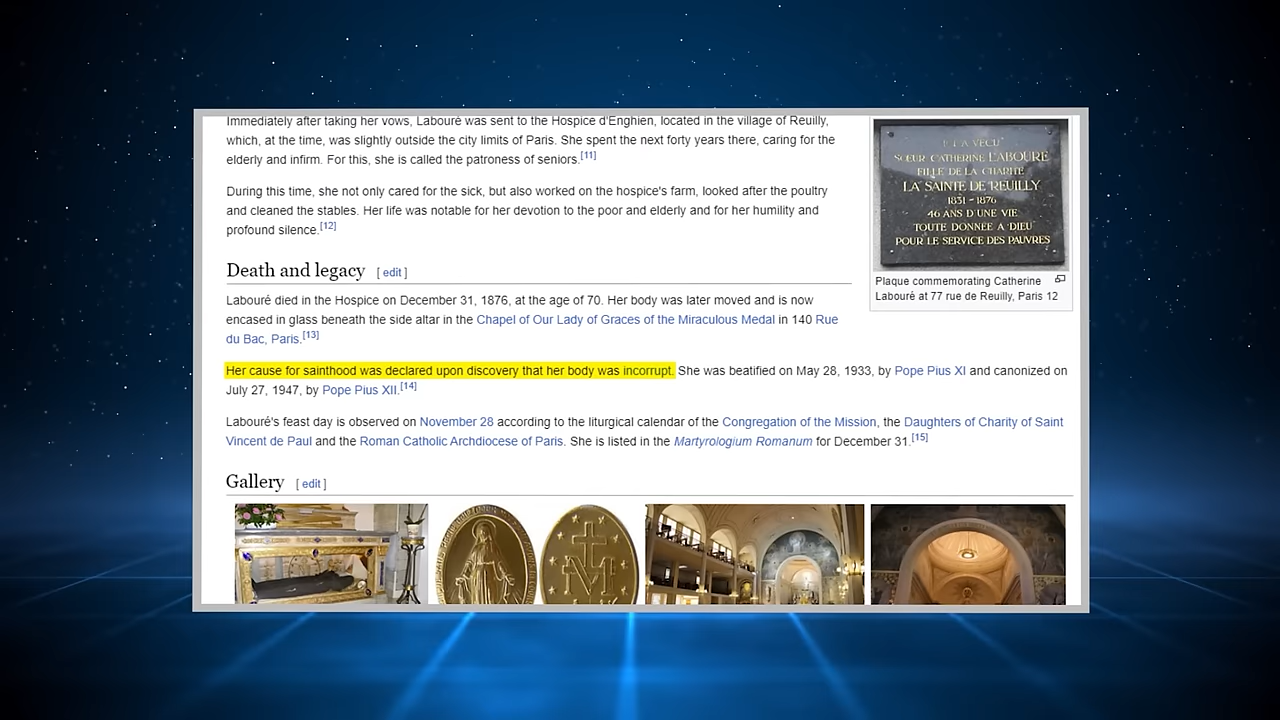 Immediately after taking her vows, Labouré was sent to the Hospice d'Enghien, located in the village of Reuilly,
which, at the time, was slightly outside the city limits of Paris. She spent the next forty years there, caring for the
elderly and infirm. For this, she is called the patroness of seniors.[11]
During this time, she not only cared for the sick, but also worked on the hospice's farm, looked after the poultry
and cleaned the stables. Her life was notable for her devotion to the poor and elderly and for her humility and
profound silence.[12]
A VECU
SŒUR CATHERINE LABOURÉ
FILLE DE LA CHARITE
LA SAINTE DE REUILLY
1831 - 1876
46 ANS D'UNE VIE
TOUTE DONNEE A DIEU
POUR LE SERVICE DES PAUVRES
Plaque commemorating Catherine
Labouré at 77 rue de Reuilly, Paris 12
Death and legacy [ edit ]
Labouré died in the Hospice on December 31, 1876, at the age of 70. Her body was later moved and is now
encased in glass beneath the side altar in the Chapel of Our Lady of Graces of the Miraculous Medal in 140 Rue
du Bac, Paris.[13]
Her cause for sainthood was declared upon discovery that her body was incorrupt. She was beatified on May 28, 1933, by Pope Pius XI and canonized on
July 27, 1947, by Pope Pius XII.[14]
Labouré's feast day is observed on November 28 according to the liturgical calendar of the Congregation of the Mission, the Daughters of Charity of Saint
Vincent de Paul and the Roman Catholic Archdiocese of Paris. She is listed in the Martyrologium Romanum for December 31.[15]
Gallery [ edit ]